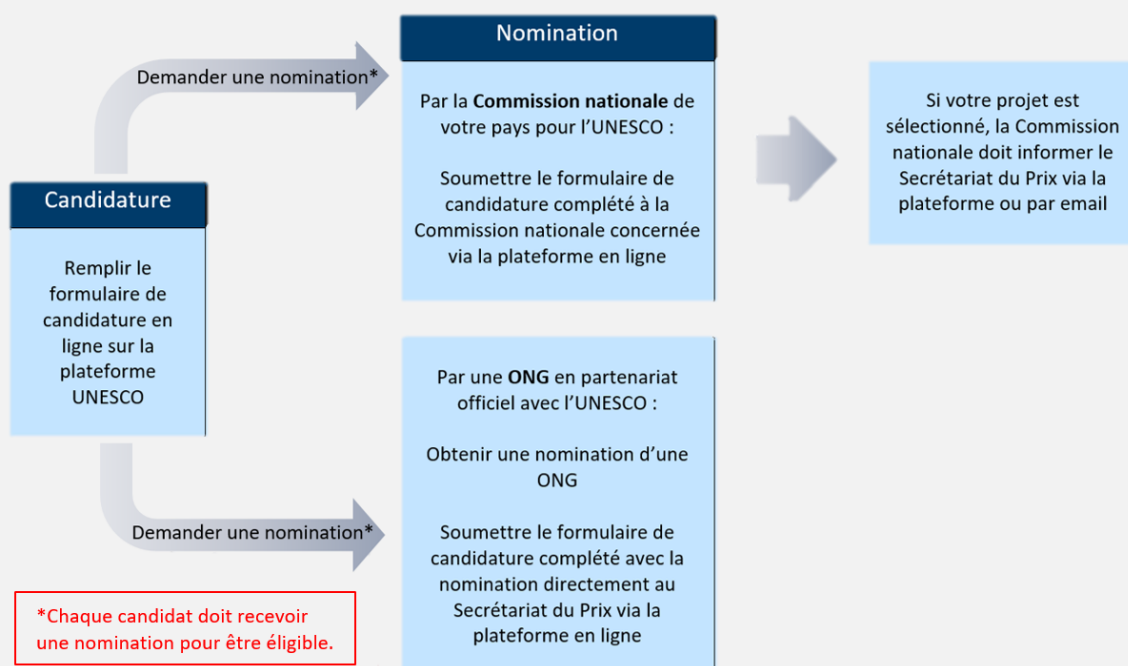 Candidature
Remplir le
formulaire de
candidature en
ligne sur la
plateforme
UNESCO
Demander une nomination*
Nomination
Par la Commission nationale de
votre pays pour l’UNESCO :
Soumettre le formulaire de
candidature complété à la
Commission nationale concernée
via la plateforme en ligne
Si votre projet est
sélectionné, la Commission
nationale doit informer le
Secrétariat du Prix via la
plateforme ou par email
Demander une nomination*
Par une ONG en partenariat
officiel avec l’UNESCO :
Obtenir une nomination d’une
ONG
Soumettre le formulaire de
candidature complété avec la
nomination directement au
Secrétariat du Prix via la
plateforme en ligne
*Chaque candidat doit recevoir
une nomination pour être éligible.